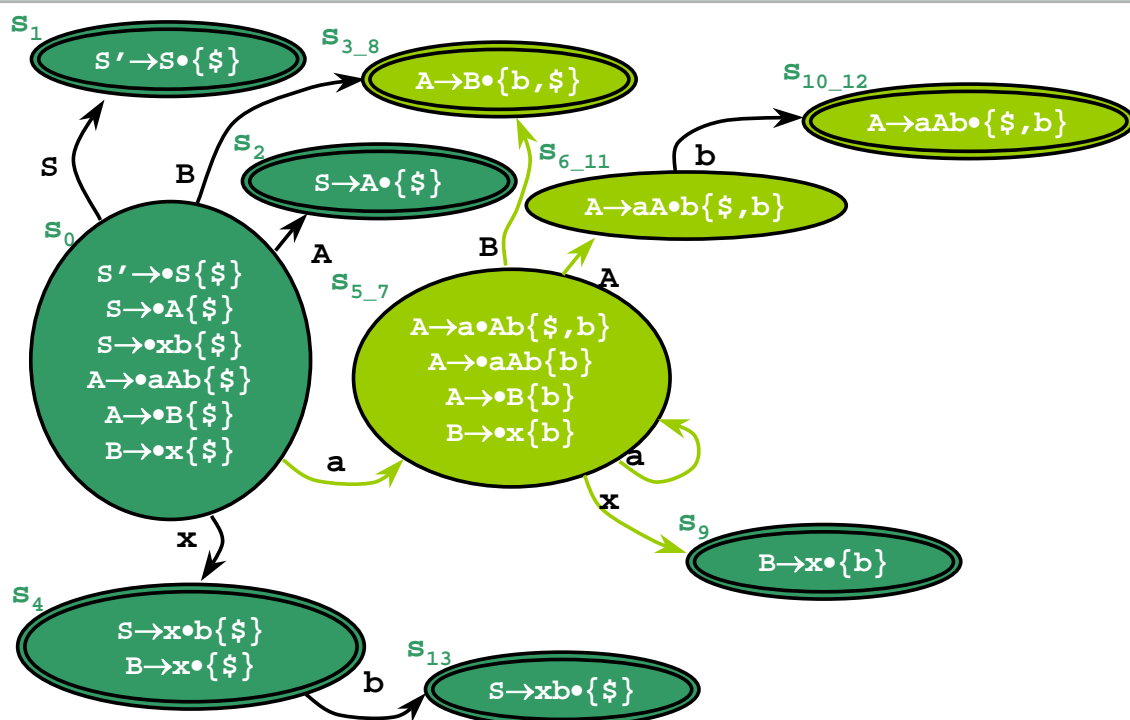 s1
S'→S•{$}
s3_8
A→B•{b,$}
s10_12
A→aAb•{$,b}
S
B
s2
S→A•{$}
s6_11
b
A→aA•b{$,b}
s0
A
B
A
S'→•S{$}
S→•A{$}
S→•xb{$}
A→•aAb{$}
A→•B{$}
B→•x{$}
s5_7
A→a•Ab{$,b}
A→•aAb{b}
A→•B{b}
B→•x{b}
a
a
x
x
s9
B→x•{b}
s4
S→x•b{$}
B→x•{$}
b
s13
S→xb•{$}